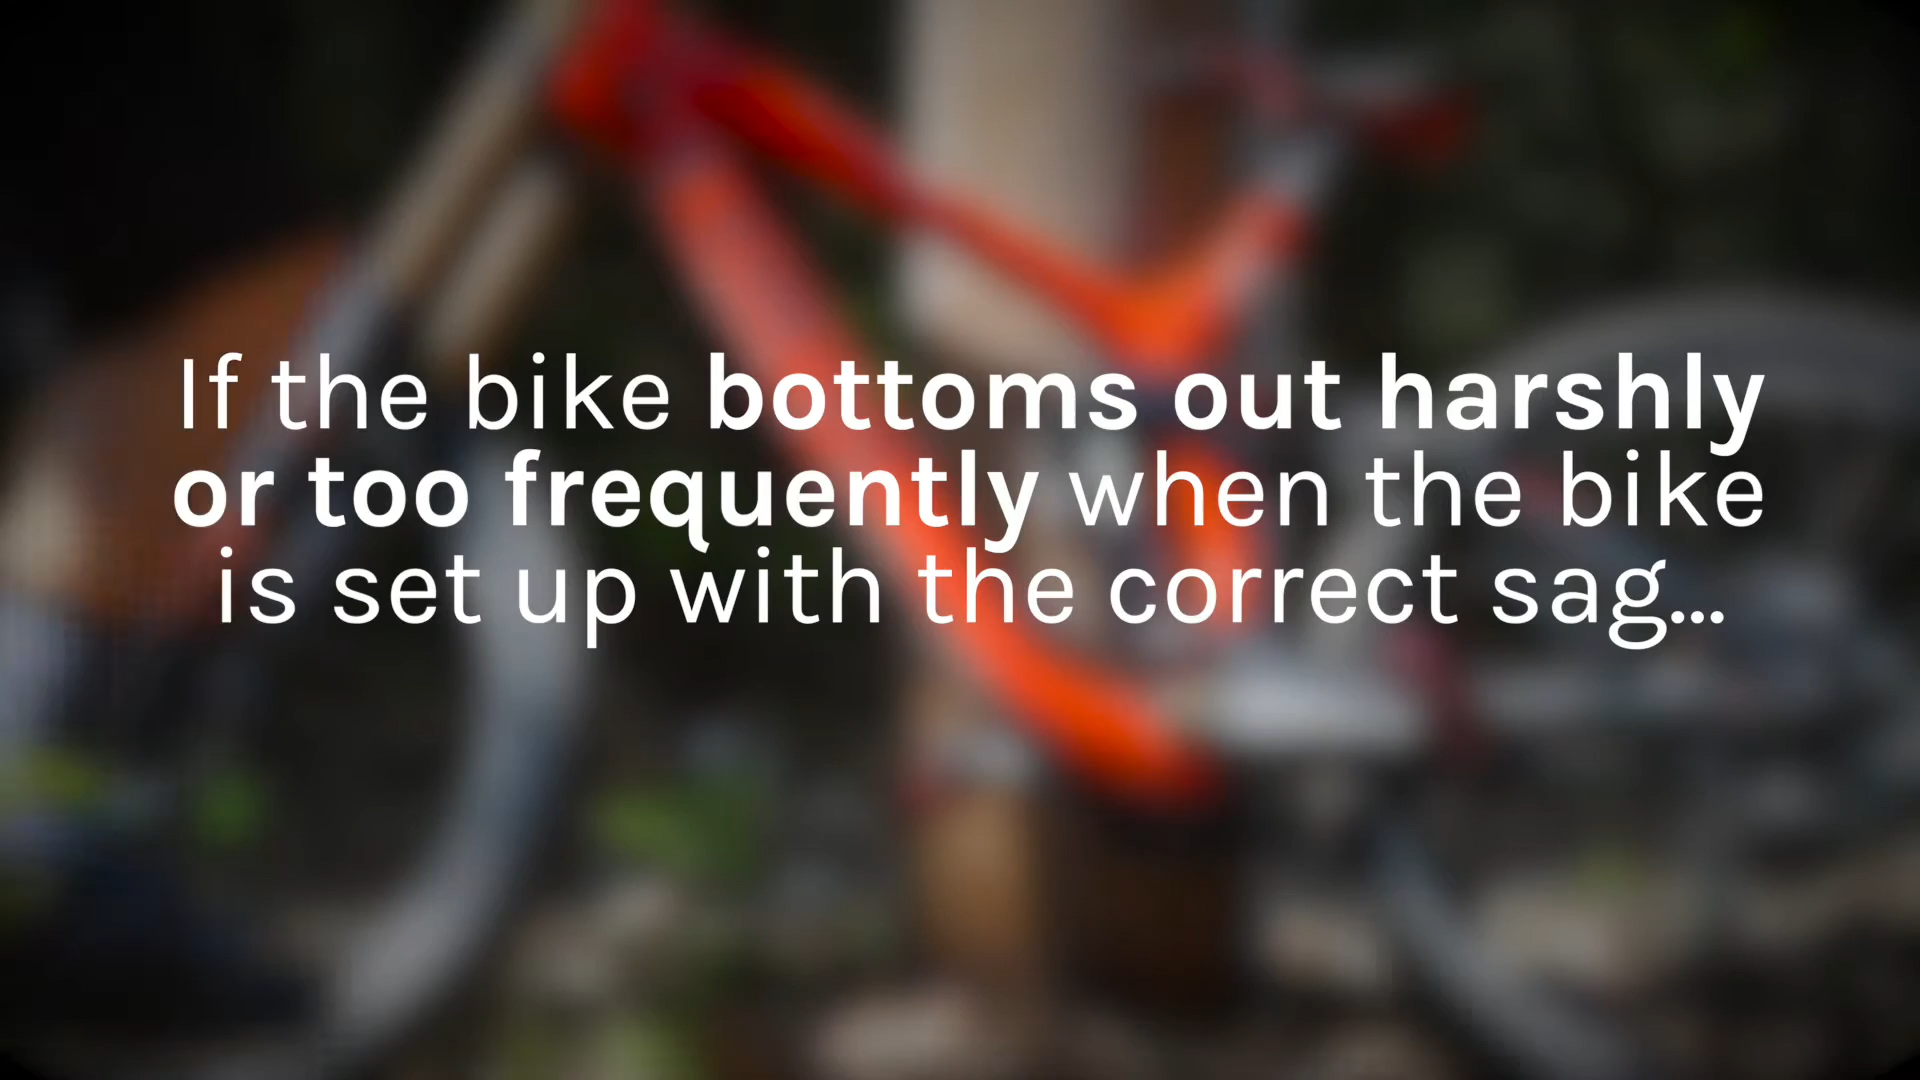 If the bike bottoms out harshly
or too frequently when the bike
is set up with the correct sag...